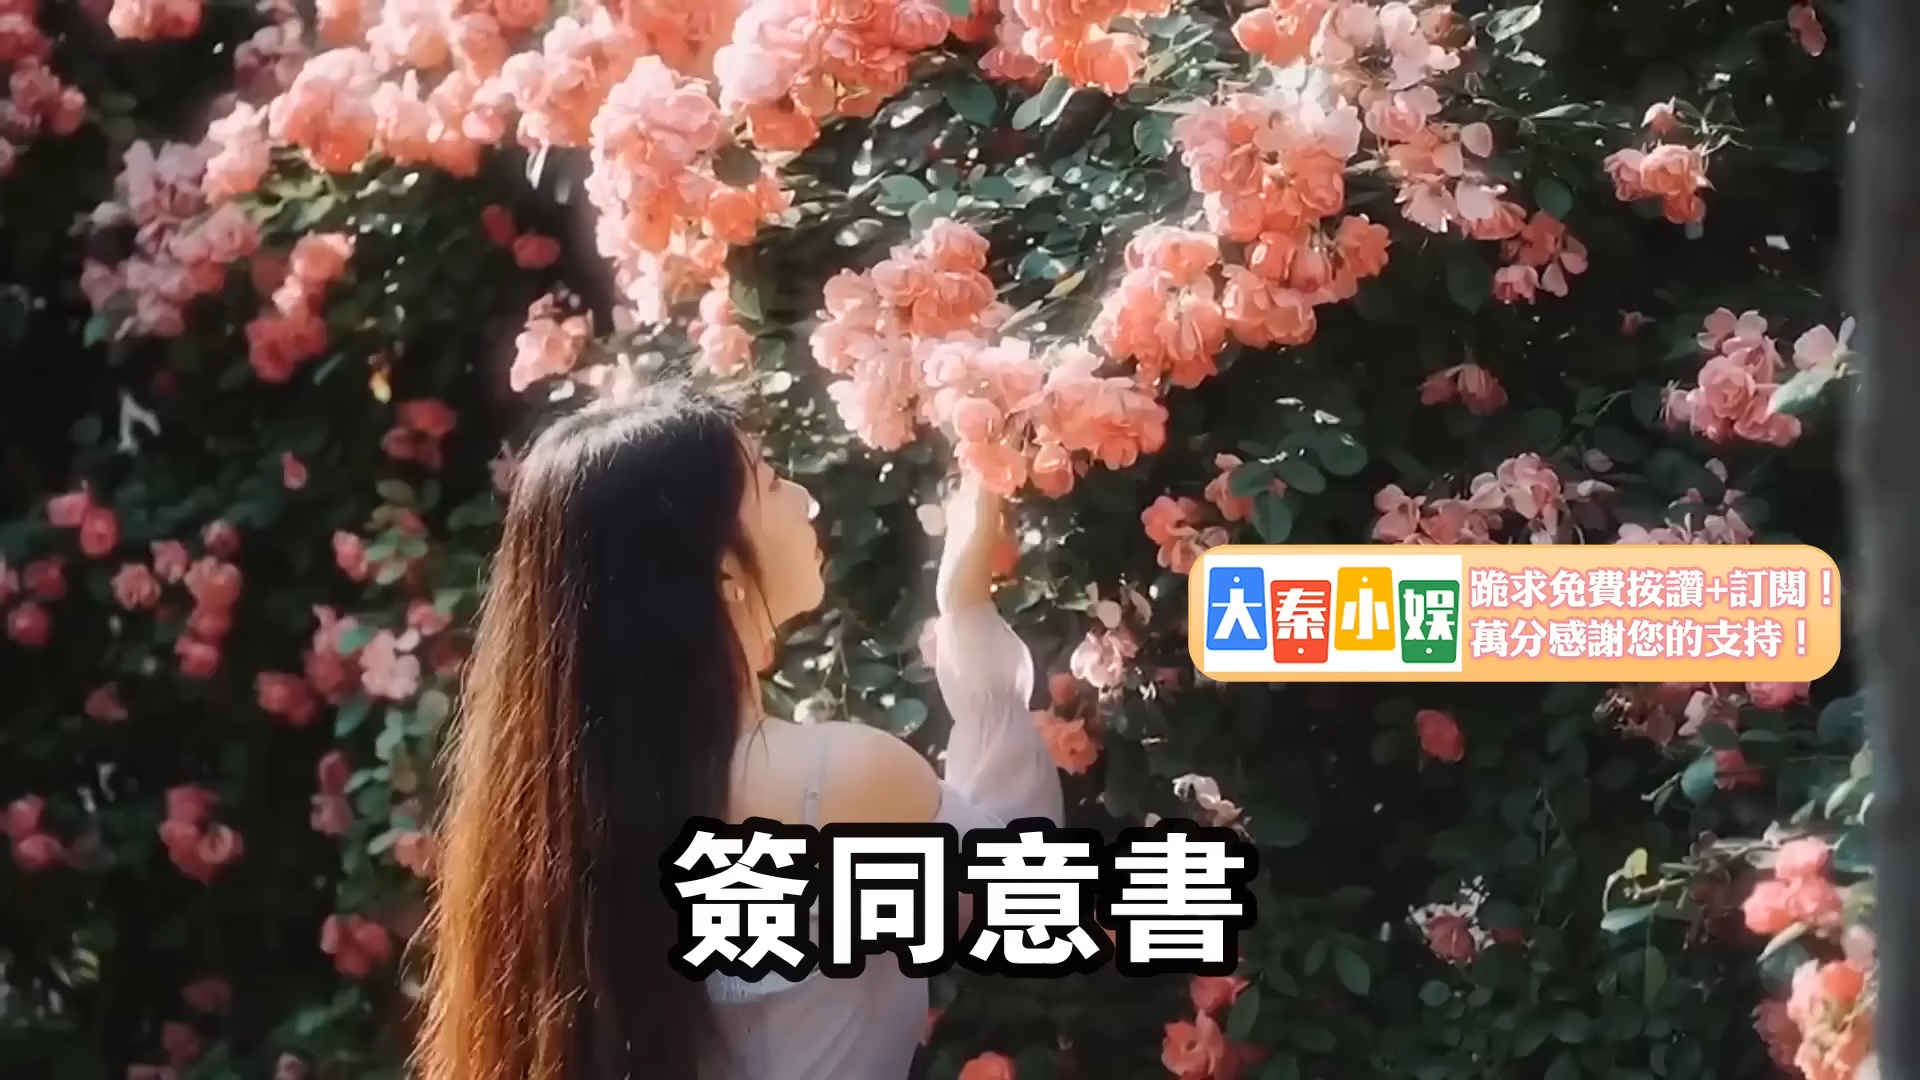 大秦小娱
跪求免費按讚+訂閱！
萬分感謝您的支持！
簽同意書